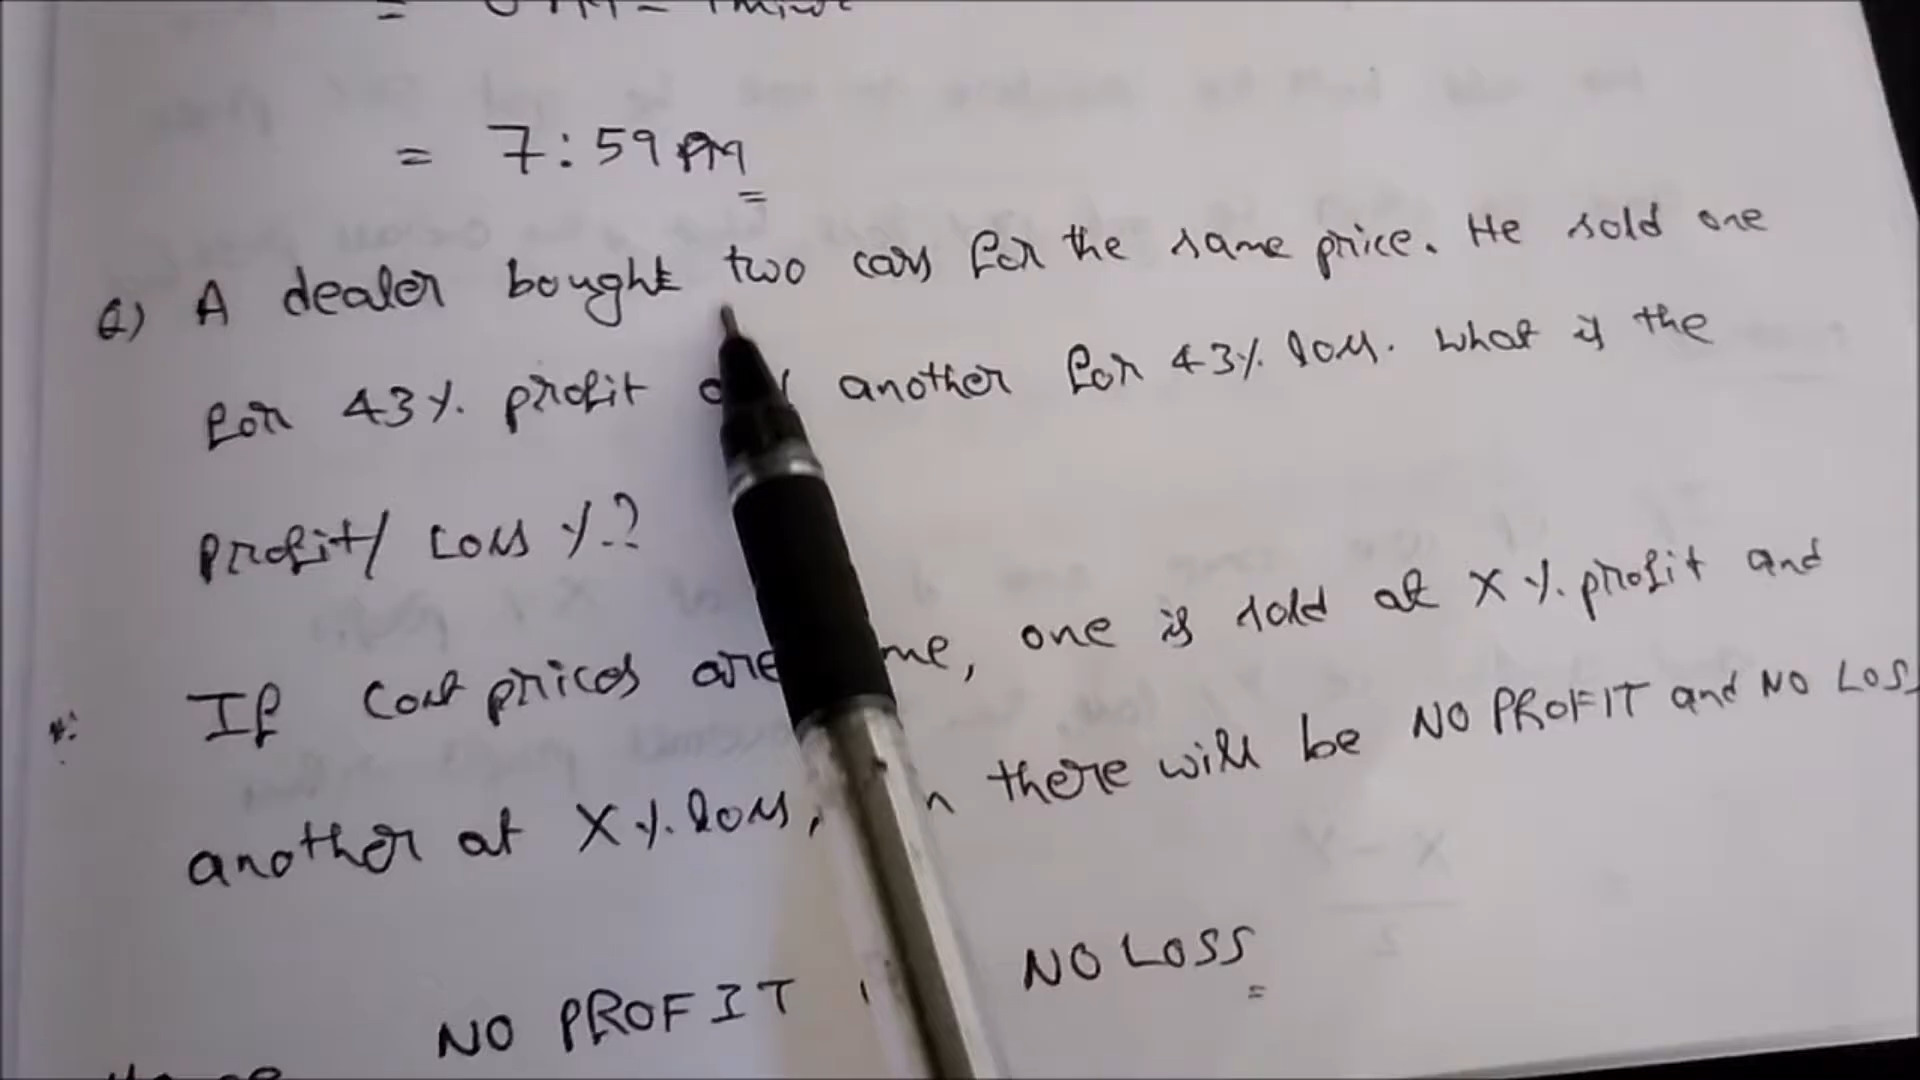 = 7:59 PM
Q) A dealer bought two cars for the same price. He sold one
for 43%. profit another for 43%. loss. what is the
Profit/ Loss %?
If Cost prices are, one is sold at X%. profit and
another at X%. loss, there will be NO PROFIT and NO LOSS
NO PROFIT NO LOSS